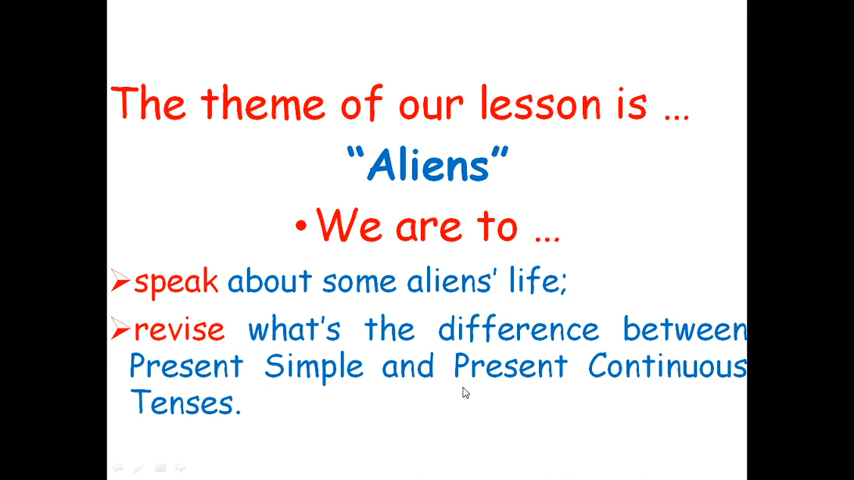 The theme of our lesson is ...
“Aliens”
• We are to ...
➢speak about some aliens’ life;
➢revise what’s the difference between
Present Simple and Present Continuous
Tenses.